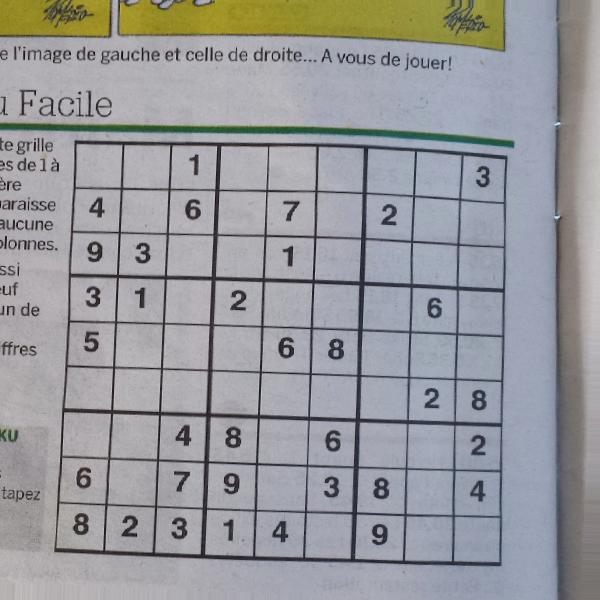 e l'image de gauche et celle de droite... A vous de jouer!
u Facile
te grille
es de 1 à
ère
araisse
aucune
olonnes.
ssi
euf
un de
ffres
KU
tapez
1 3
4 6 7 2
9 3 1
3 1 2 6
5 6 8
2 8
4 8 6 2
6 7 9 3 8 4
8 2 3 1 4 9